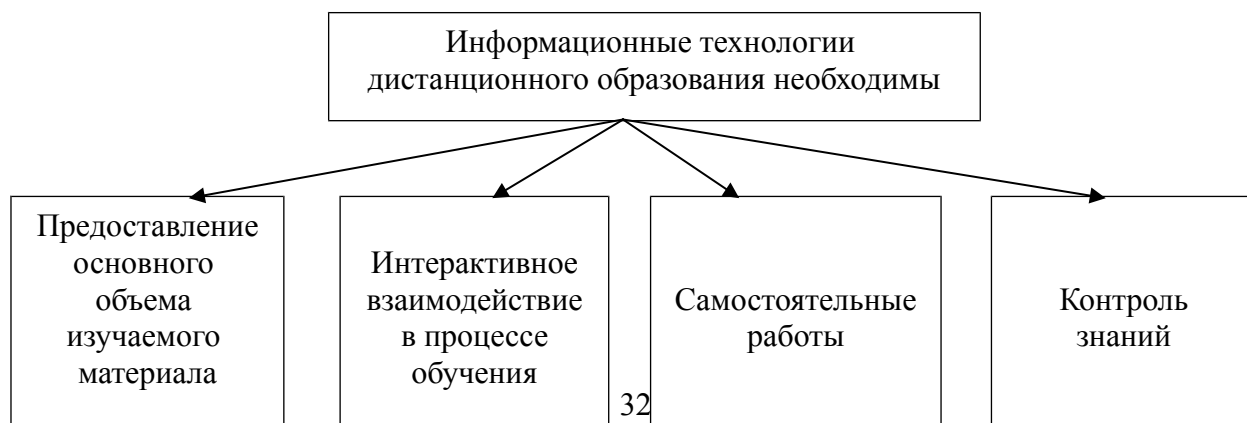 Информационные технологии
дистанционного образования необходимы
Предоставление
основного
объема
изучаемого
материала
Интерактивное
взаимодействие
в процессе
обучения
Самостоятельные
работы
Контроль
знаний
32